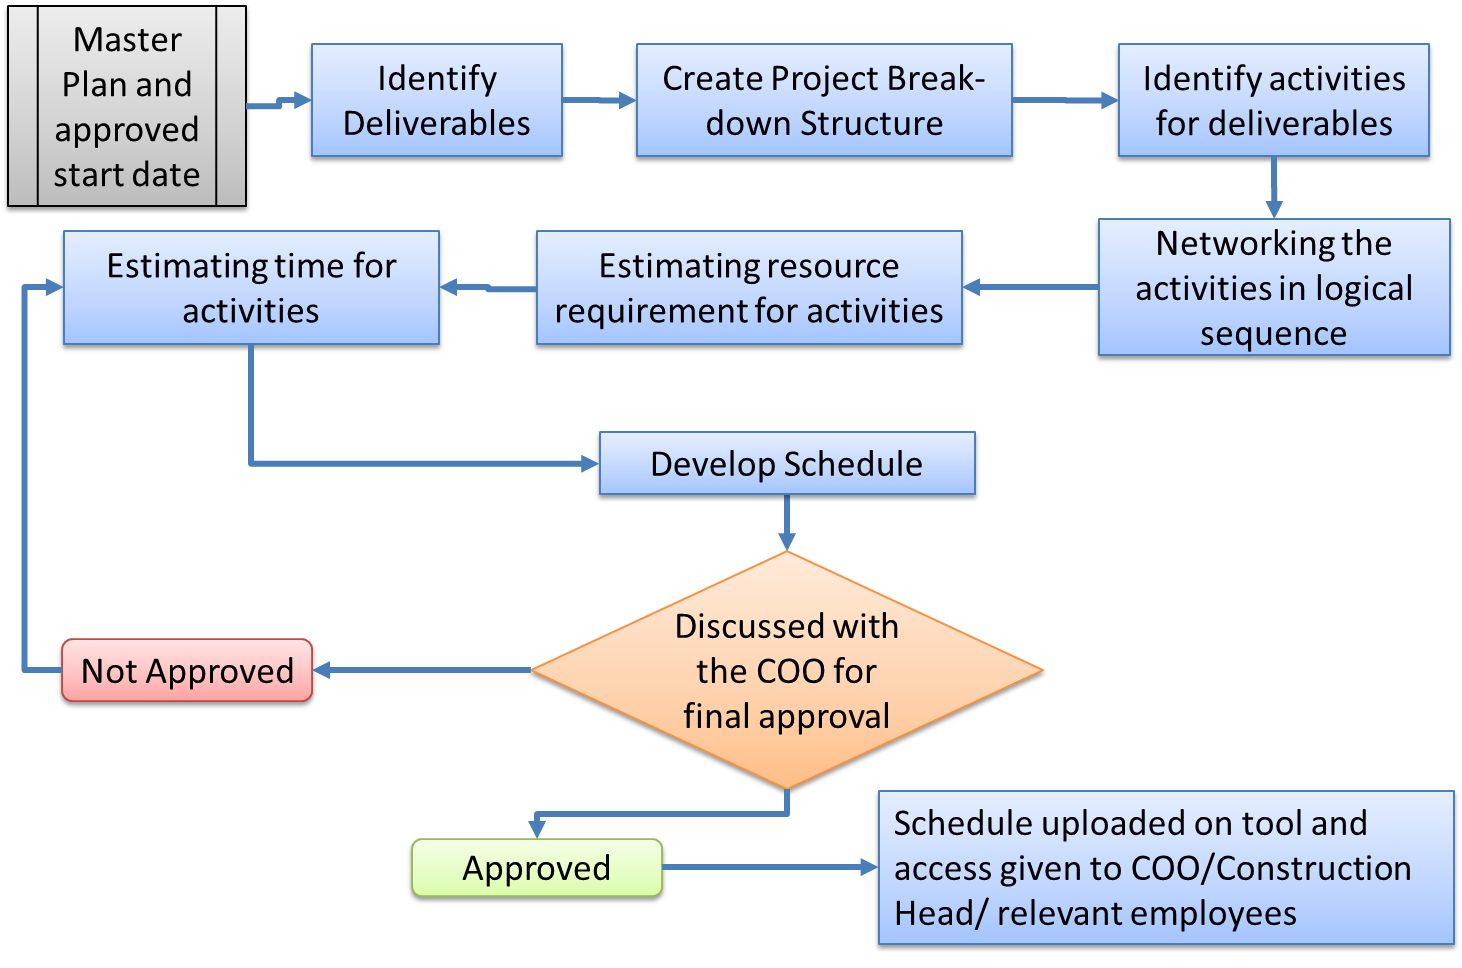 Master
Plan and
approved
start date
Identify
Deliverables
Create Project Break-
down Structure
Identify activities
for deliverables
Networking the
activities in logical
sequence
Estimating resource
requirement for activities
Estimating time for
activities
Develop Schedule
Discussed with
the COO for
final approval
Not Approved
Approved
Schedule uploaded on tool and
access given to COO/Construction
Head/ relevant employees